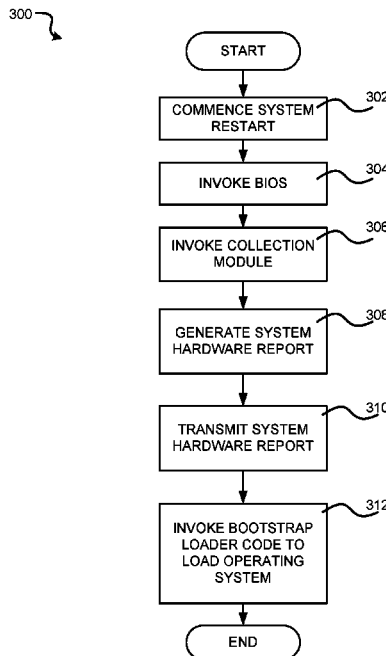 300
START
302
COMMENCE SYSTEM
RESTART
304
INVOKE BIOS
306
INVOKE COLLECTION
MODULE
308
GENERATE SYSTEM
HARDWARE REPORT
310
TRANSMIT SYSTEM
HARDWARE REPORT
312
INVOKE BOOTSTRAP
LOADER CODE TO
LOAD OPERATING
SYSTEM
END